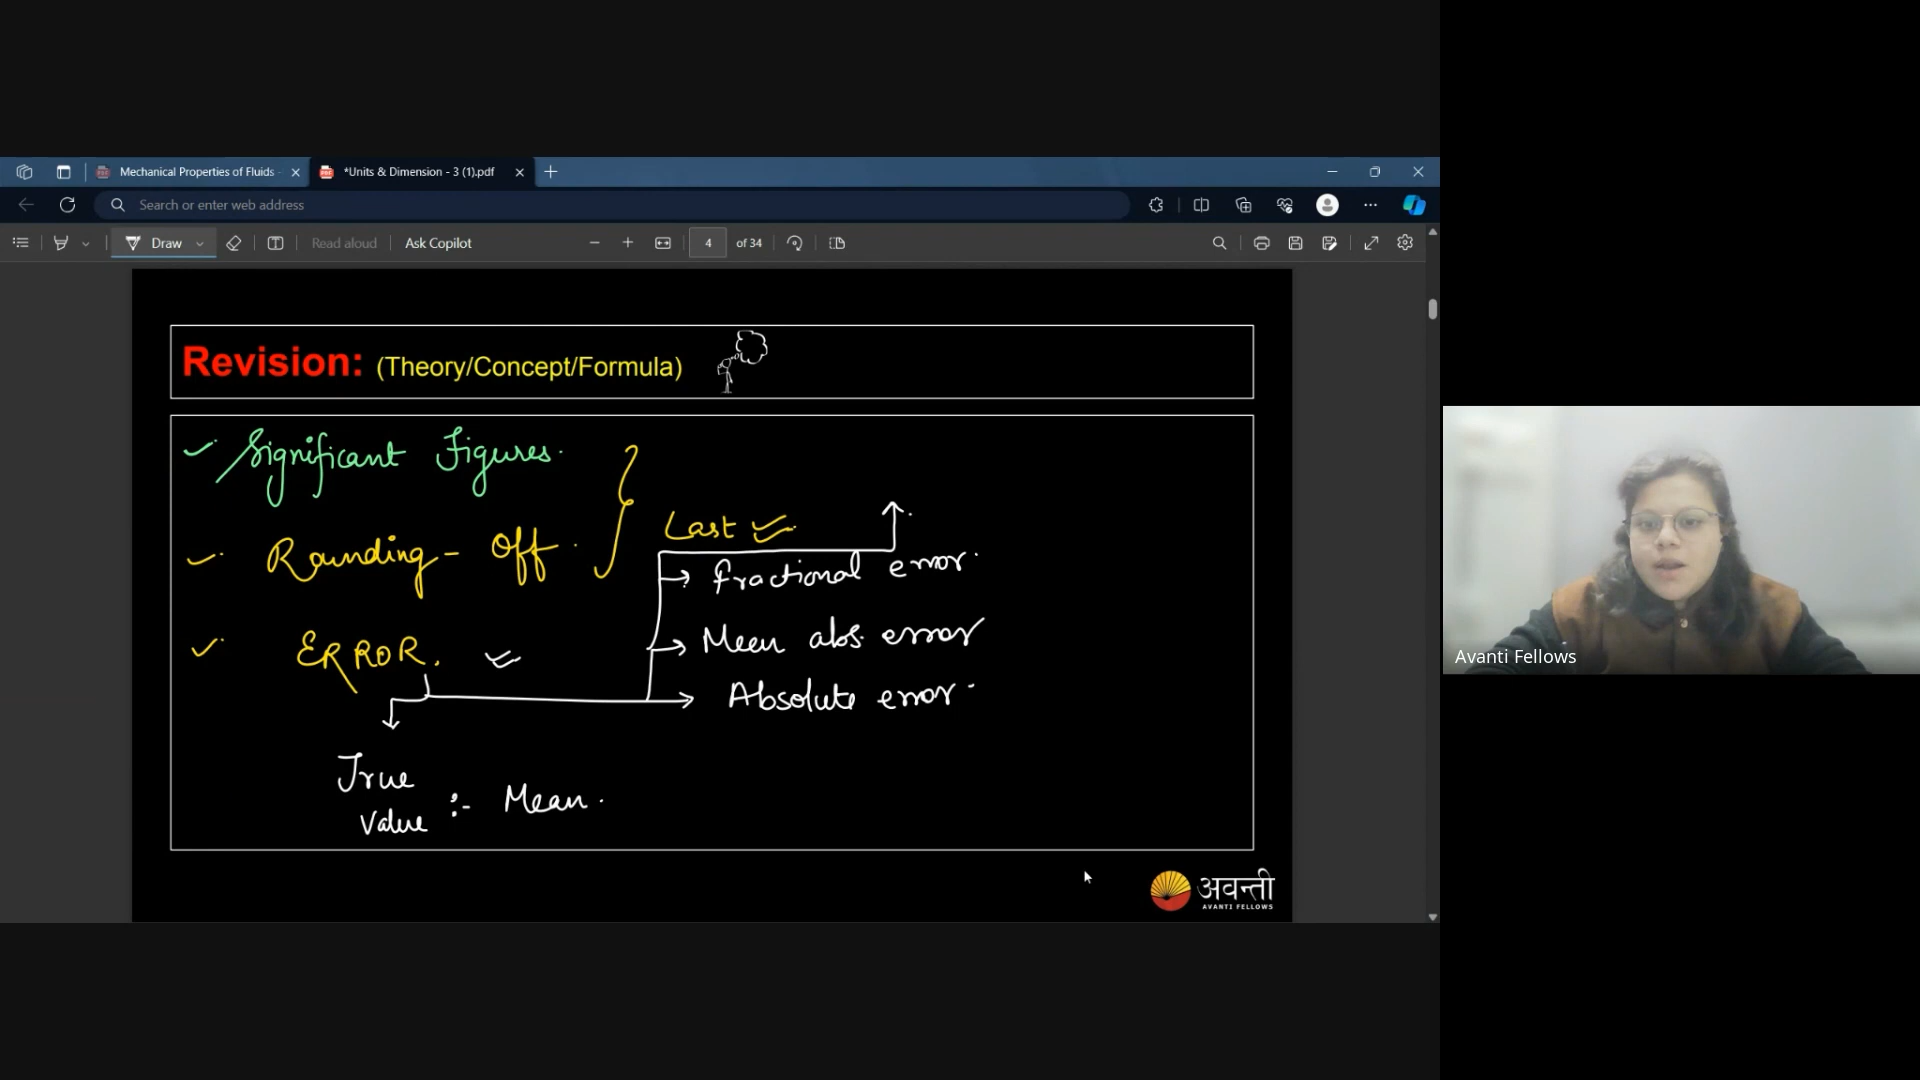 Mechanical Properties of Fluids -
*Units & Dimension - 3 (1).pdf
Search or enter web address
Draw
Read aloud
Ask Copilot
4 of 34
Revision: (Theory/Concept/Formula)
Significant Figures.
Last
Rounding - Off.
fractional error.
ERROR.
Mean abs. error
Absolute error.
True
Value :- Mean.
अवन्ती
AVANTI FELLOWS
Avanti Fellows